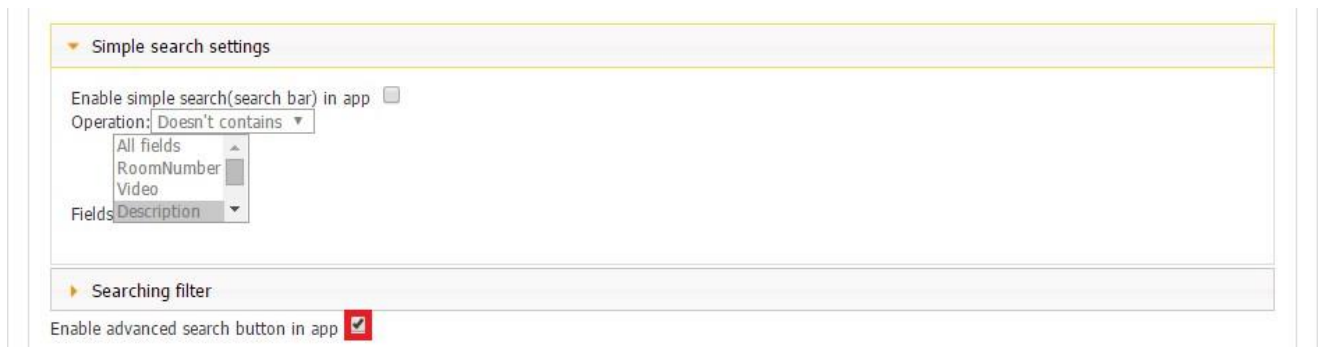 Simple search settings
Enable simple search(search bar) in app
Operation: Doesn't contains
All fields
RoomNumber
Video
Fields Description
Searching filter
Enable advanced search button in app